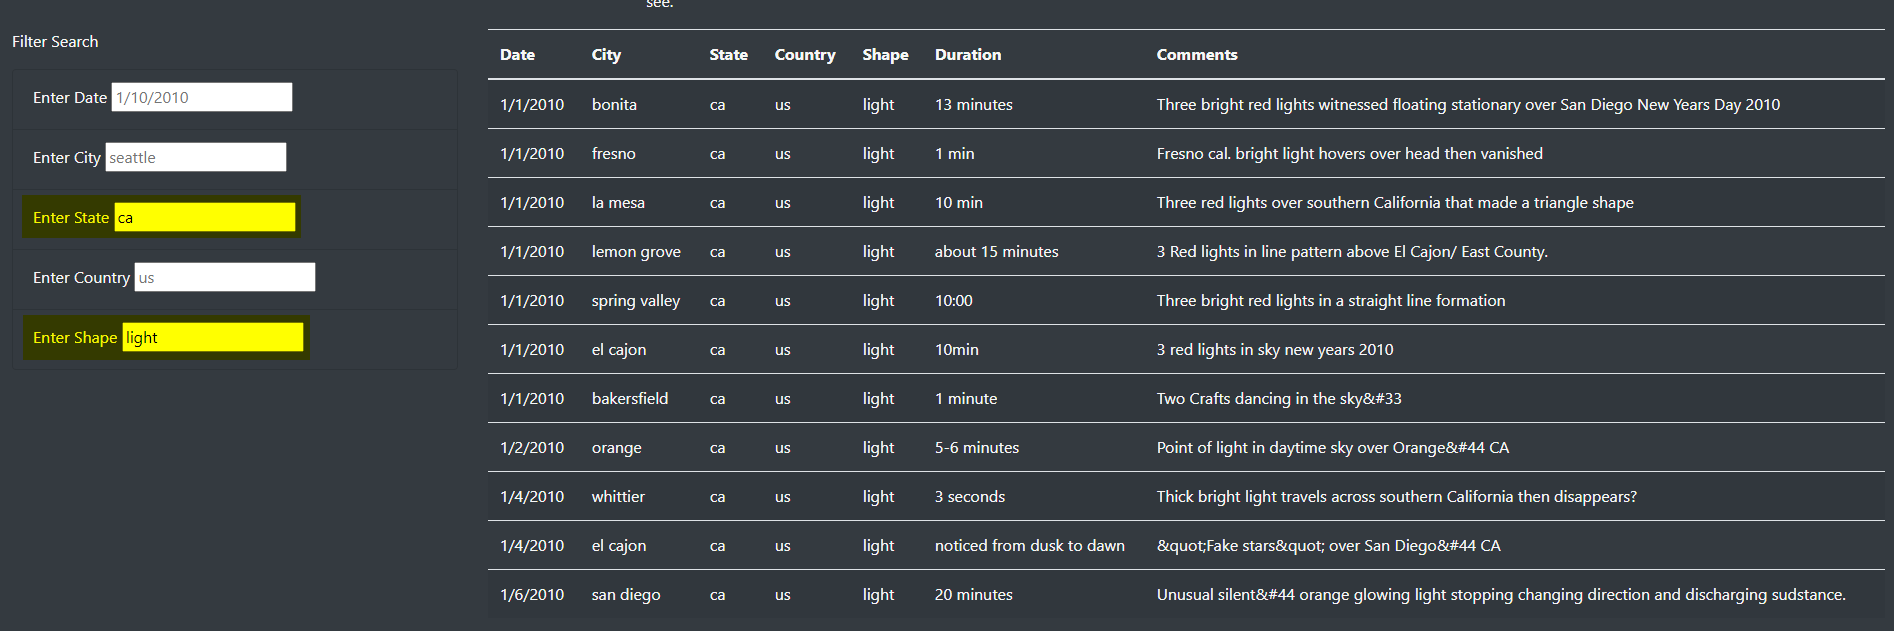 see.
Filter Search
Enter Date 1/10/2010
Enter City seattle
Enter State ca
Enter Country us
Enter Shape light
Date City State Country Shape Duration Comments
1/1/2010 bonita ca us light 13 minutes Three bright red lights witnessed floating stationary over San Diego New Years Day 2010
1/1/2010 fresno ca us light 1 min Fresno cal. bright light hovers over head then vanished
1/1/2010 la mesa ca us light 10 min Three red lights over southern California that made a triangle shape
1/1/2010 lemon grove ca us light about 15 minutes 3 Red lights in line pattern above El Cajon/ East County.
1/1/2010 spring valley ca us light 10:00 Three bright red lights in a straight line formation
1/1/2010 el cajon ca us light 10min 3 red lights in sky new years 2010
1/1/2010 bakersfield ca us light 1 minute Two Crafts dancing in the sky&#33
1/2/2010 orange ca us light 5-6 minutes Point of light in daytime sky over Orange&#44 CA
1/4/2010 whittier ca us light 3 seconds Thick bright light travels across southern California then disappears?
1/4/2010 el cajon ca us light noticed from dusk to dawn &quot;Fake stars&quot; over San Diego&#44 CA
1/6/2010 san diego ca us light 20 minutes Unusual silent&#44 orange glowing light stopping changing direction and discharging sudstance.